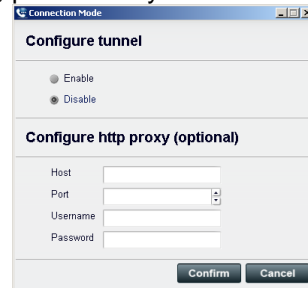 Connection Mode
Configure tunnel
Enable
Disable
Configure http proxy (optional)
Host
Port
Username
Password
Confirm Cancel